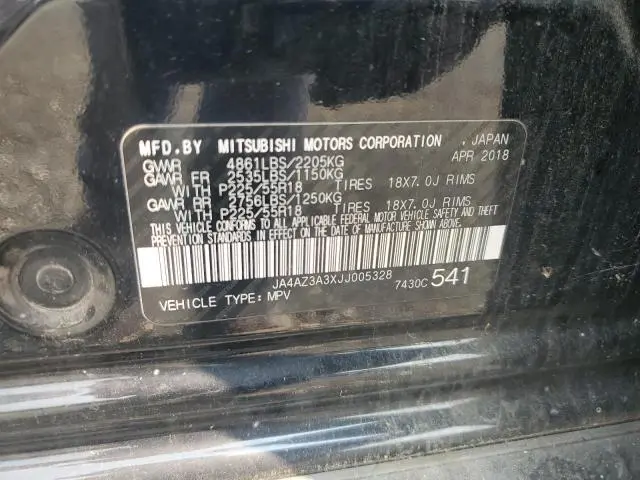 MFD.BY MITSUBISHI MOTORS CORPORATION , JAPAN
GVWR 4861LBS/2205KG APR 2018
GAWR FR 2535LBS/1150KG
WITH P225/55R18 TIRES 18X7.0J RIMS
GAWR RR 2756LBS/1250KG
WITH P225/55R18 TIRES 18X7.0J RIMS
THIS VEHICLE CONFORMS TO ALL APPLICABLE FEDERAL MOTOR VEHICLE SAFETY AND THEFT
PREVENTION STANDARDS IN EFFECT ON THE DATE OF MANUFACTURE SHOWN ABOVE.
JA4AZ3A3XJJ005328
VEHICLE TYPE: MPV 7430C 541